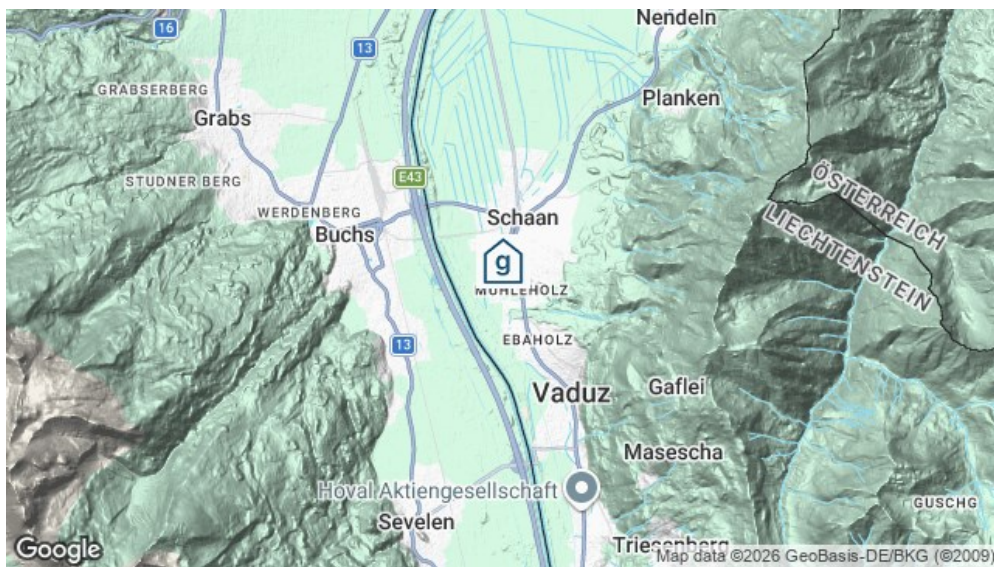 16
13
Nendeln
GRABSERBERG
Grabs
Planken
STUDNER BERG
E43
ÖSTERREICH
LIECHTENSTEIN
WERDENBERG
Buchs
Schaan
g
MÜHLEHOLZ
13
EBAHOLZ
Vaduz
Gaflei
Masescha
Hoval Aktiengesellschaft
GUSCHG
Sevelen
Triesenberg
Google
Map data ©2026 GeoBasis-DE/BKG (©2009)